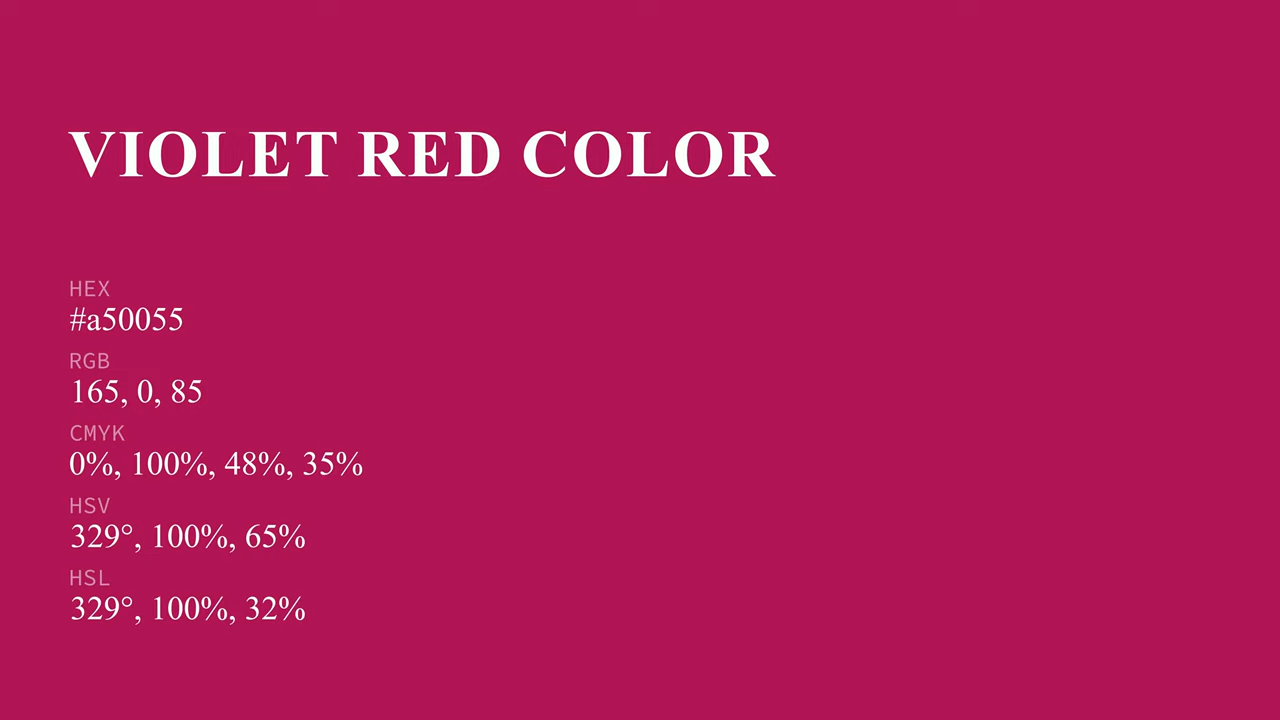 VIOLET RED COLOR
HEX
#a50055
RGB
165, 0, 85
CMYK
0%, 100%, 48%, 35%
HSV
329°, 100%, 65%
HSL
329°, 100%, 32%